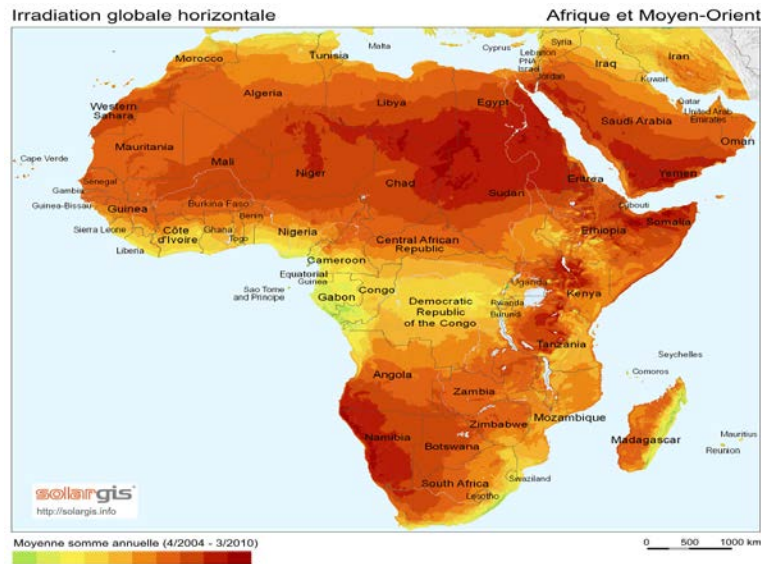 Irradiation globale horizontale
Afrique et Moyen-Orient
Malta
Cyprus
Syria
Lebanon
PNA
Israel
Jordan
Iraq
Iran
Kuwait
Morocco
Tunisia
Algeria
Libya
Egypt
Qatar
United Arab
Emirates
Saudi Arabia
Oman
Western
Sahara
Mauritania
Mali
Niger
Chad
Sudan
Eritrea
Yemen
Cape Verde
Senegal
Gambia
Guinea-Bissau
Guinea
Burkina Faso
Benin
Djibouti
Somalia
Sierra Leone
Côte
d'Ivoire
Ghana
Togo
Nigeria
Ethiopia
Liberia
Central African
Republic
Cameroon
Equatorial
Guinea
Sao Tome
and Principe
Gabon
Congo
Democratic
Republic
of the Congo
Uganda
Kenya
Rwanda
Burundi
Tanzania
Seychelles
Comoros
Angola
Zambia
Mozambique
Zimbabwe
Madagascar
Mauritius
Reunion
Namibia
Botswana
South Africa
Swaziland
Lesotho
solargis
http://solargis.info
Moyenne somme annuelle (4/2004 - 3/2010)
0 500 1000 km